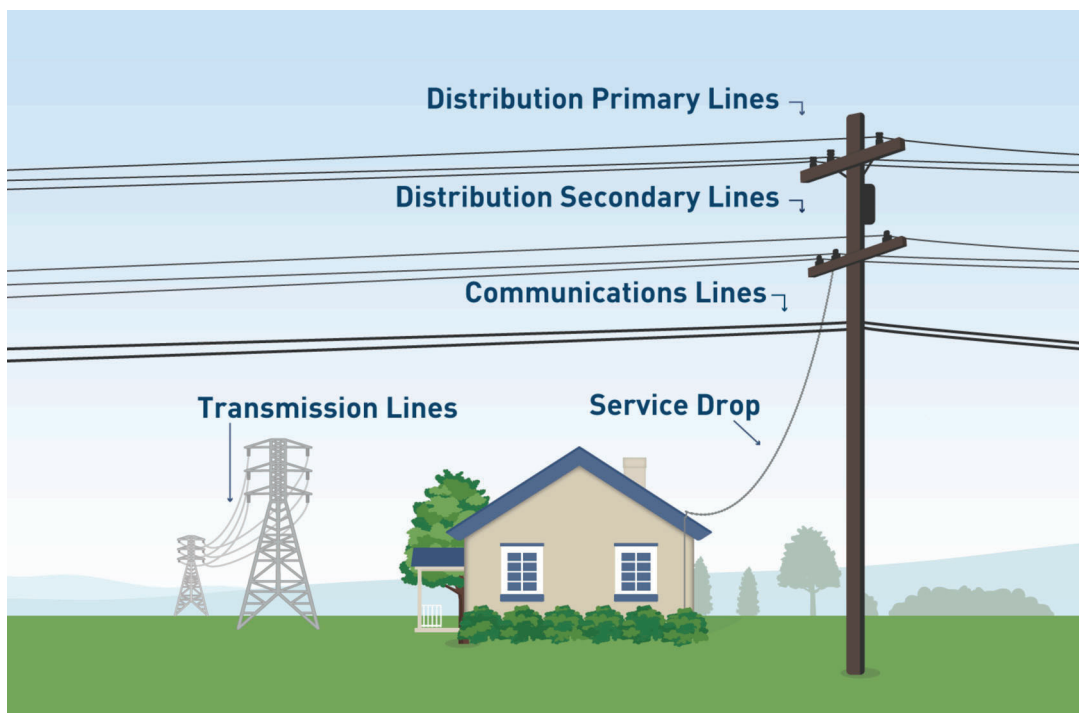 Distribution Primary Lines
Distribution Secondary Lines
Communications Lines
Transmission Lines
Service Drop